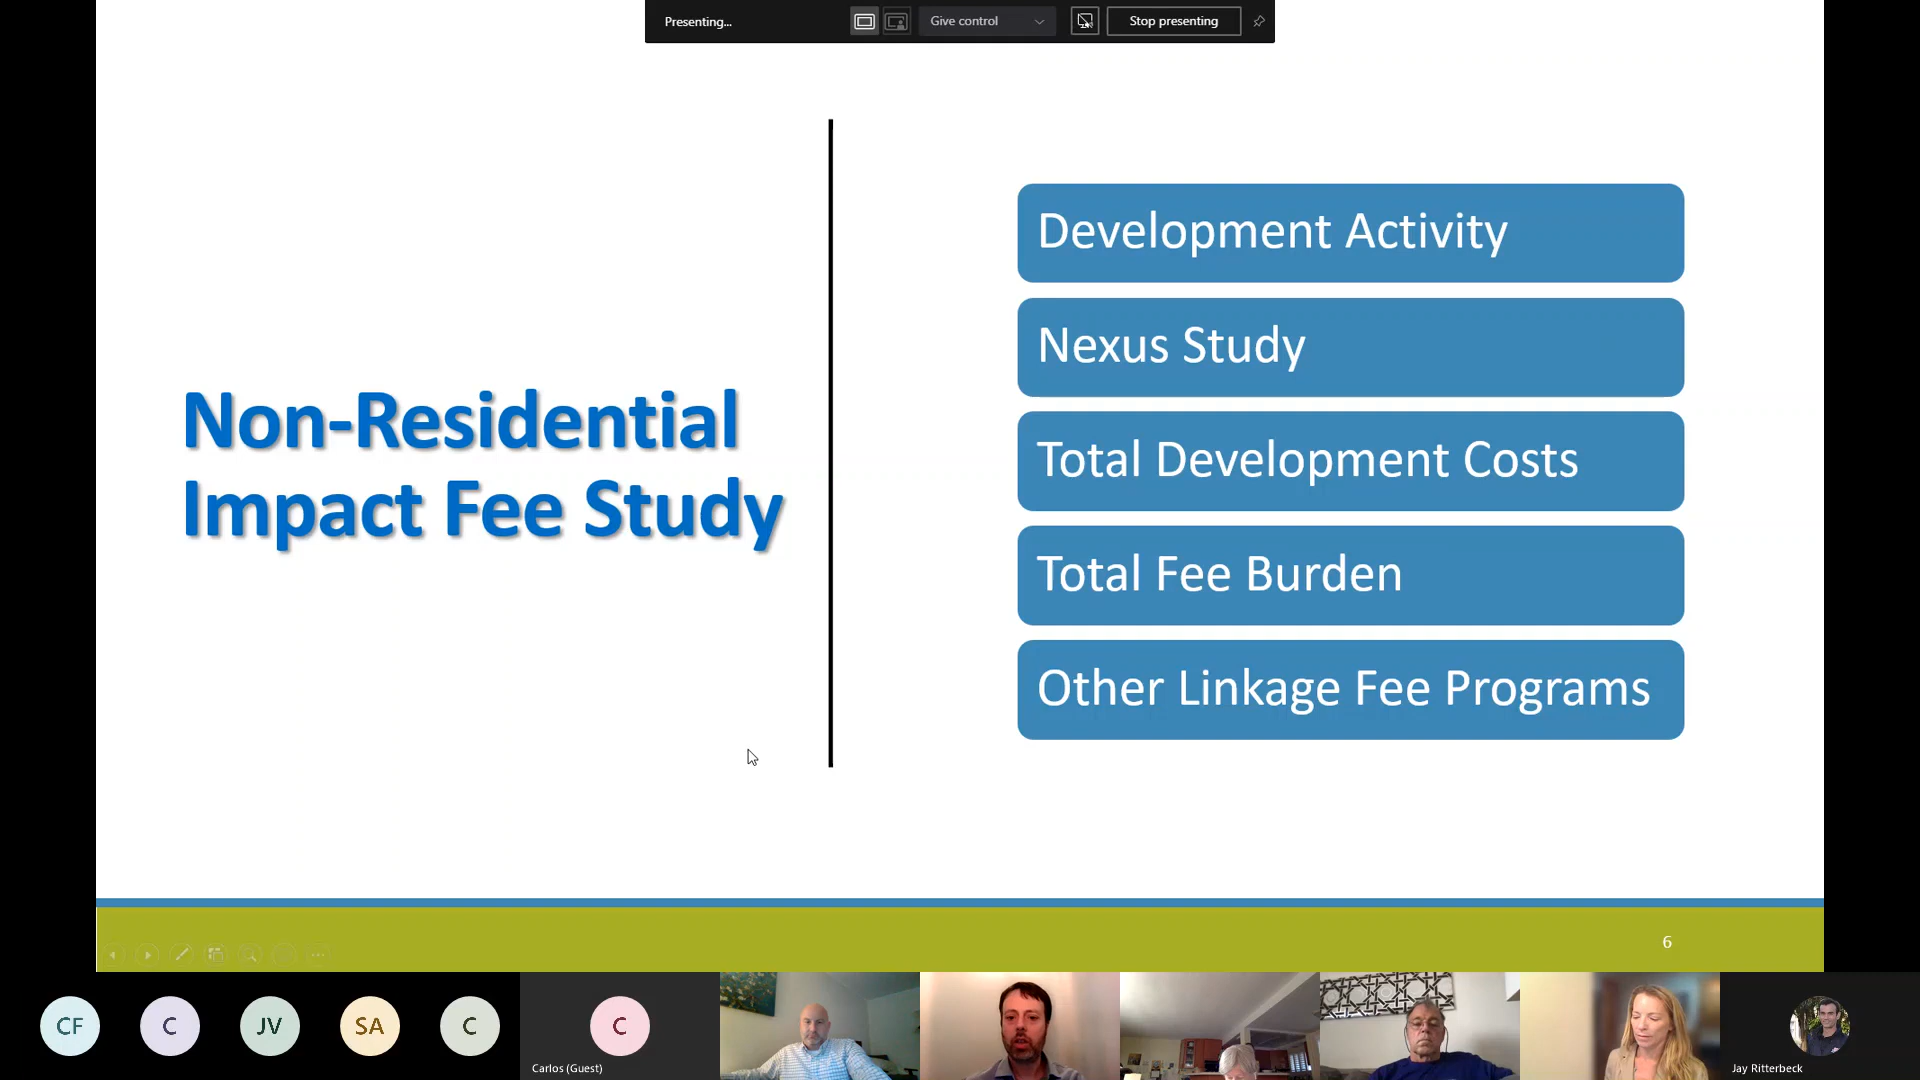 Presenting...
Give control
Stop presenting
Non-Residential
Impact Fee Study
Development Activity
Nexus Study
Total Development Costs
Total Fee Burden
Other Linkage Fee Programs
6
CF
C
JV
SA
C
C
Carlos (Guest)
Jay Ritterbeck